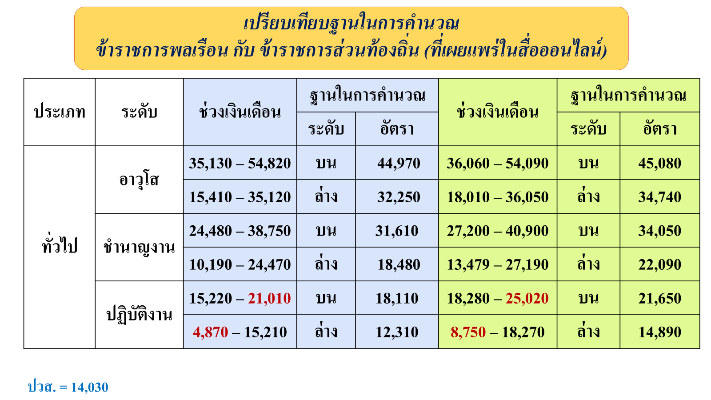 เปรียบเทียบฐานในการคำนวณ
ข้าราชการพลเรือน กับ ข้าราชการส่วนท้องถิ่น (ที่เผยแพร่ในสื่อออนไลน์)
ประเภท ระดับ ช่วงเงินเดือน ฐานในการคำนวณ ช่วงเงินเดือน ฐานในการคำนวณ
ระดับ อัตรา ระดับ อัตรา
ทั่วไป อาวุโส 35,130 – 54,820 บน 44,970 36,060 – 54,090 บน 45,080
15,410 – 35,120 ล่าง 32,250 18,010 – 36,050 ล่าง 34,740
ชำนาญงาน 24,480 – 38,750 บน 31,610 27,200 – 40,900 บน 34,050
10,190 – 24,470 ล่าง 18,480 13,479 – 27,190 ล่าง 22,090
ปฏิบัติงาน 15,220 – 21,010 บน 18,110 18,280 – 25,020 บน 21,650
4,870 – 15,210 ล่าง 12,310 8,750 – 18,270 ล่าง 14,890
ปวส. = 14,030